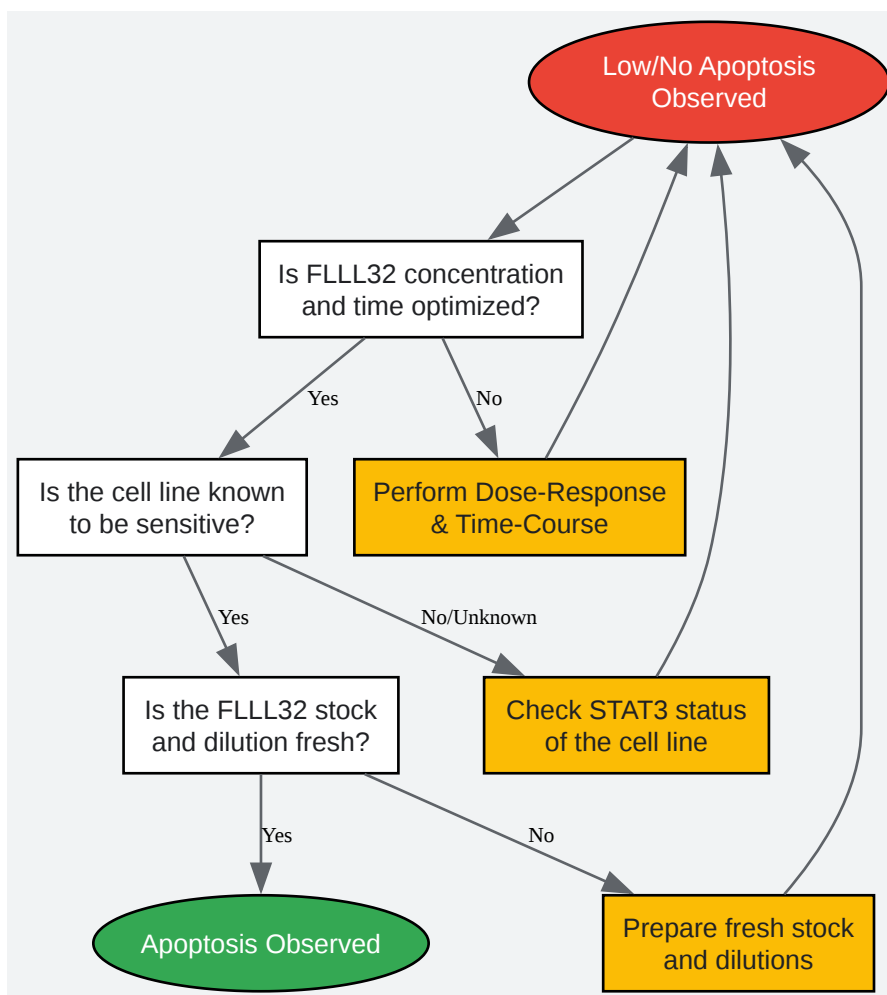 Low/No Apoptosis
Observed
Is FLLL32 concentration
and time optimized?
Yes
No
Is the cell line known
to be sensitive?
Perform Dose-Response
& Time-Course
Yes
No/Unknown
Is the FLLL32 stock
and dilution fresh?
Check STAT3 status
of the cell line
Yes
No
Apoptosis Observed
Prepare fresh stock
and dilutions